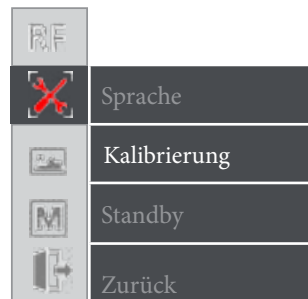 RF
Sprache
Kalibrierung
M
Standby
Zurück